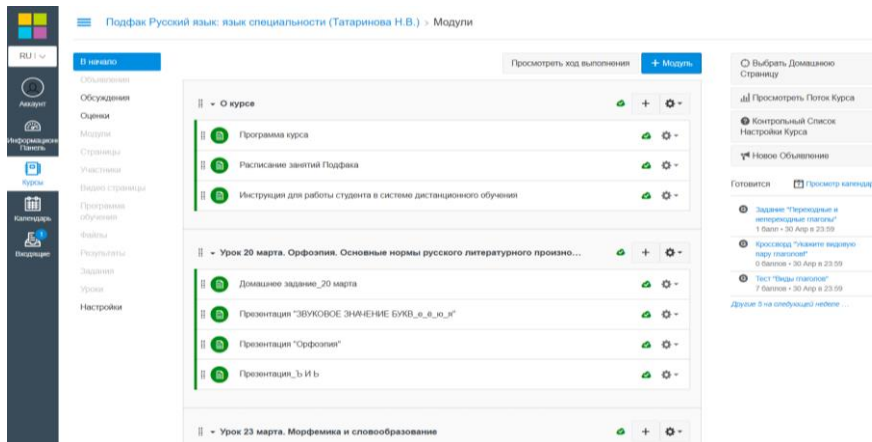 Подфак Русский язык: язык специальности (Татаринова Н.В.) › Модули
RU
Аккаунт
Информационн
Панель
Курсы
Календарь
1
Входящие
В начало
Объявления
Обсуждения
Оценки
Модули
Страницы
Участники
Видео страницы
Программа
обучения
Файлы
Результаты
Задания
Уроки
Настройки
Просмотреть ход выполнения
+ Модуль
О курсе
Программа курса
Расписание занятий Подфака
Инструкция для работы студента в системе дистанционного обучения
Урок 20 марта. Орфоэпия. Основные нормы русского литературного произно...
Домашнее задание_20 марта
Презентация "ЗВУКОВОЕ ЗНАЧЕНИЕ БУКВ_е_ё_ю_я"
Презентация "Орфоэпия"
Презентация_Ъ И Ь
Урок 23 марта. Морфемика и словообразование
Выбрать Домашнюю
Страницу
Просмотреть Поток Курса
Контрольный Список
Настройки Курса
Новое Объявление
Готовится
Просмотр календар
Задание "Переходные и
непереходные глаголы"
1 балл • 30 Апр в 23:59
Кроссворд "Укажите видовую
пару глаголов"
0 баллов • 30 Апр в 23:59
Тест "Виды глаголов"
7 баллов • 30 Апр в 23:59
Другие 5 на следующей неделе ...